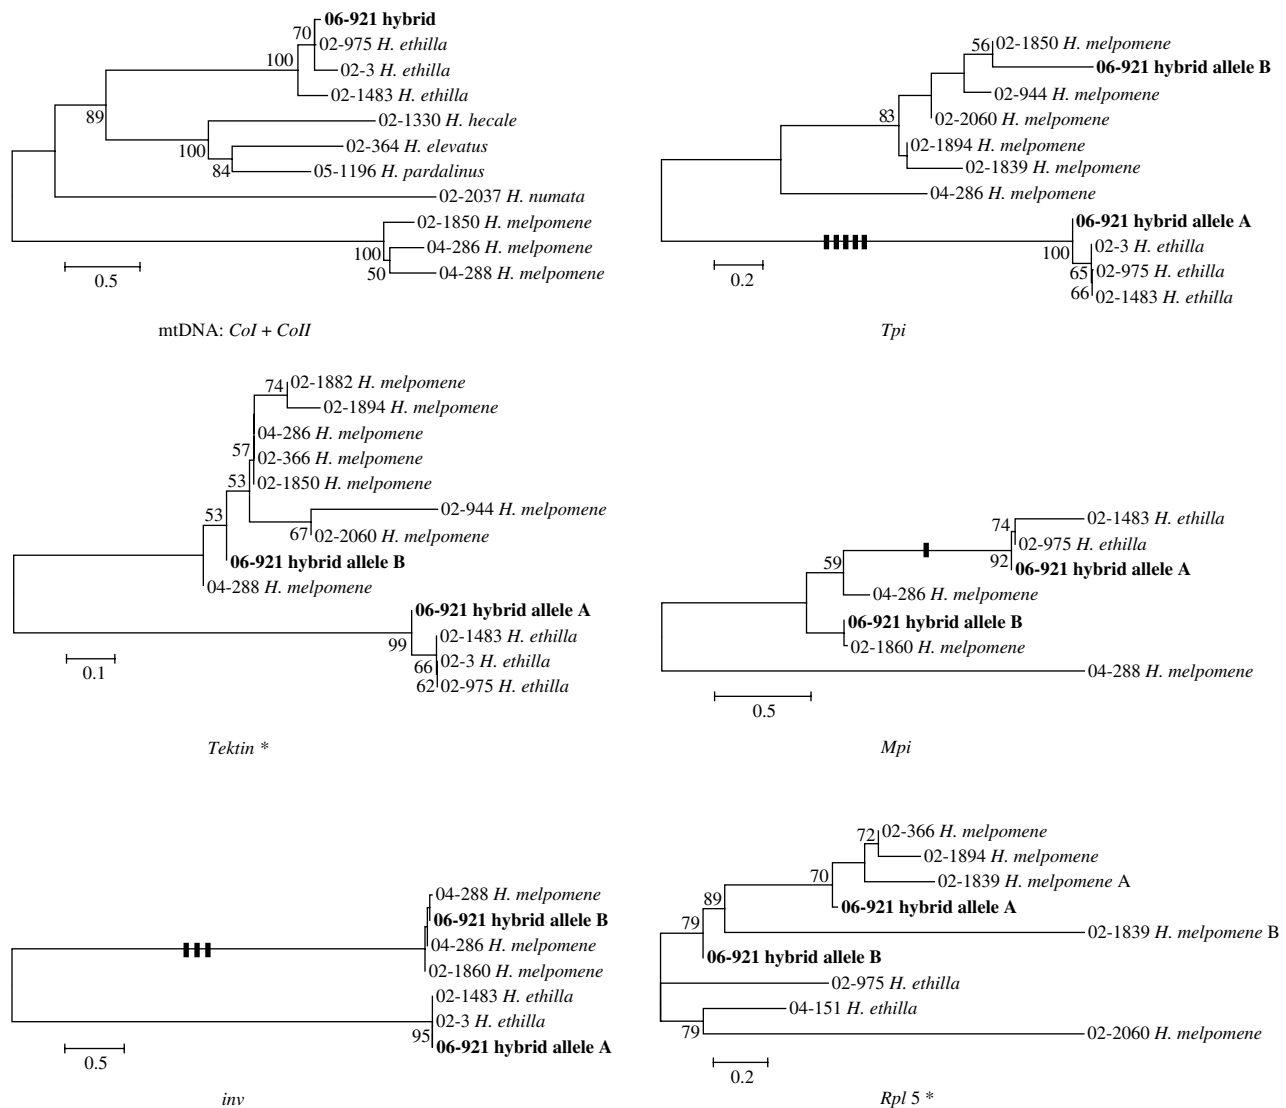 06-921 hybrid
70
02-975 H. ethilla
100
02-3 H. ethilla
02-1483 H. ethilla
89
02-1330 H. hecale
100
02-364 H. elevatus
84
05-1196 H. pardalinus
02-2037 H. numata
02-1850 H. melpomene
100
04-286 H. melpomene
50
04-288 H. melpomene
0.5
mtDNA: CoI + CoII
56
02-1850 H. melpomene
06-921 hybrid allele B
02-944 H. melpomene
83
02-2060 H. melpomene
02-1894 H. melpomene
02-1839 H. melpomene
04-286 H. melpomene
06-921 hybrid allele A
100
02-3 H. ethilla
65
02-975 H. ethilla
66
02-1483 H. ethilla
0.2
Tpi
74
02-1882 H. melpomene
02-1894 H. melpomene
04-286 H. melpomene
57
02-366 H. melpomene
53
02-1850 H. melpomene
02-944 H. melpomene
53
67
02-2060 H. melpomene
06-921 hybrid allele B
04-288 H. melpomene
06-921 hybrid allele A
99
02-1483 H. ethilla
66
02-3 H. ethilla
62
02-975 H. ethilla
0.1
Tektin *
02-1483 H. ethilla
74
02-975 H. ethilla
92
06-921 hybrid allele A
59
04-286 H. melpomene
06-921 hybrid allele B
02-1860 H. melpomene
04-288 H. melpomene
0.5
Mpi
04-288 H. melpomene
06-921 hybrid allele B
04-286 H. melpomene
02-1860 H. melpomene
02-1483 H. ethilla
02-3 H. ethilla
95
06-921 hybrid allele A
0.5
inv
72
02-366 H. melpomene
02-1894 H. melpomene
70
02-1839 H. melpomene A
89
06-921 hybrid allele A
79
02-1839 H. melpomene B
06-921 hybrid allele B
02-975 H. ethilla
04-151 H. ethilla
79
02-2060 H. melpomene
0.2
Rpl 5 *